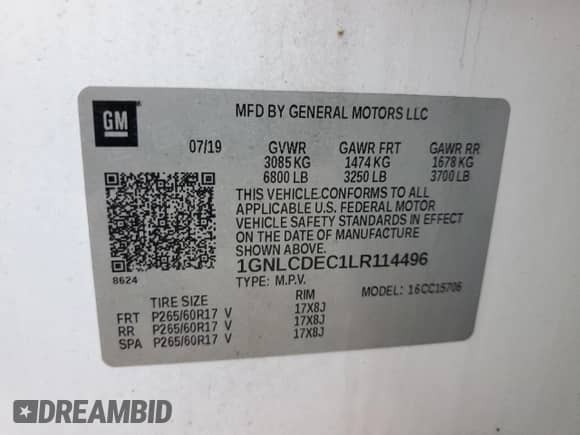 GM
MFD BY GENERAL MOTORS LLC
07/19 GVWR GAWR FRT GAWR RR
3085 KG 1474 KG 1678 KG
6800 LB 3250 LB 3700 LB
THIS VEHICLE CONFORMS TO ALL
APPLICABLE U.S. FEDERAL MOTOR
VEHICLE SAFETY STANDARDS IN EFFECT
ON THE DATE OF MANUFACTURE
SHOWN ABOVE.
8624 1GNLCDEC1LR114496
TYPE: M.P.V.
TIRE SIZE RIM MODEL: 16CC15706
FRT P265/60R17 V 17X8J
RR P265/60R17 V 17X8J
SPA P265/60R17 V 17X8J
DREAMBID